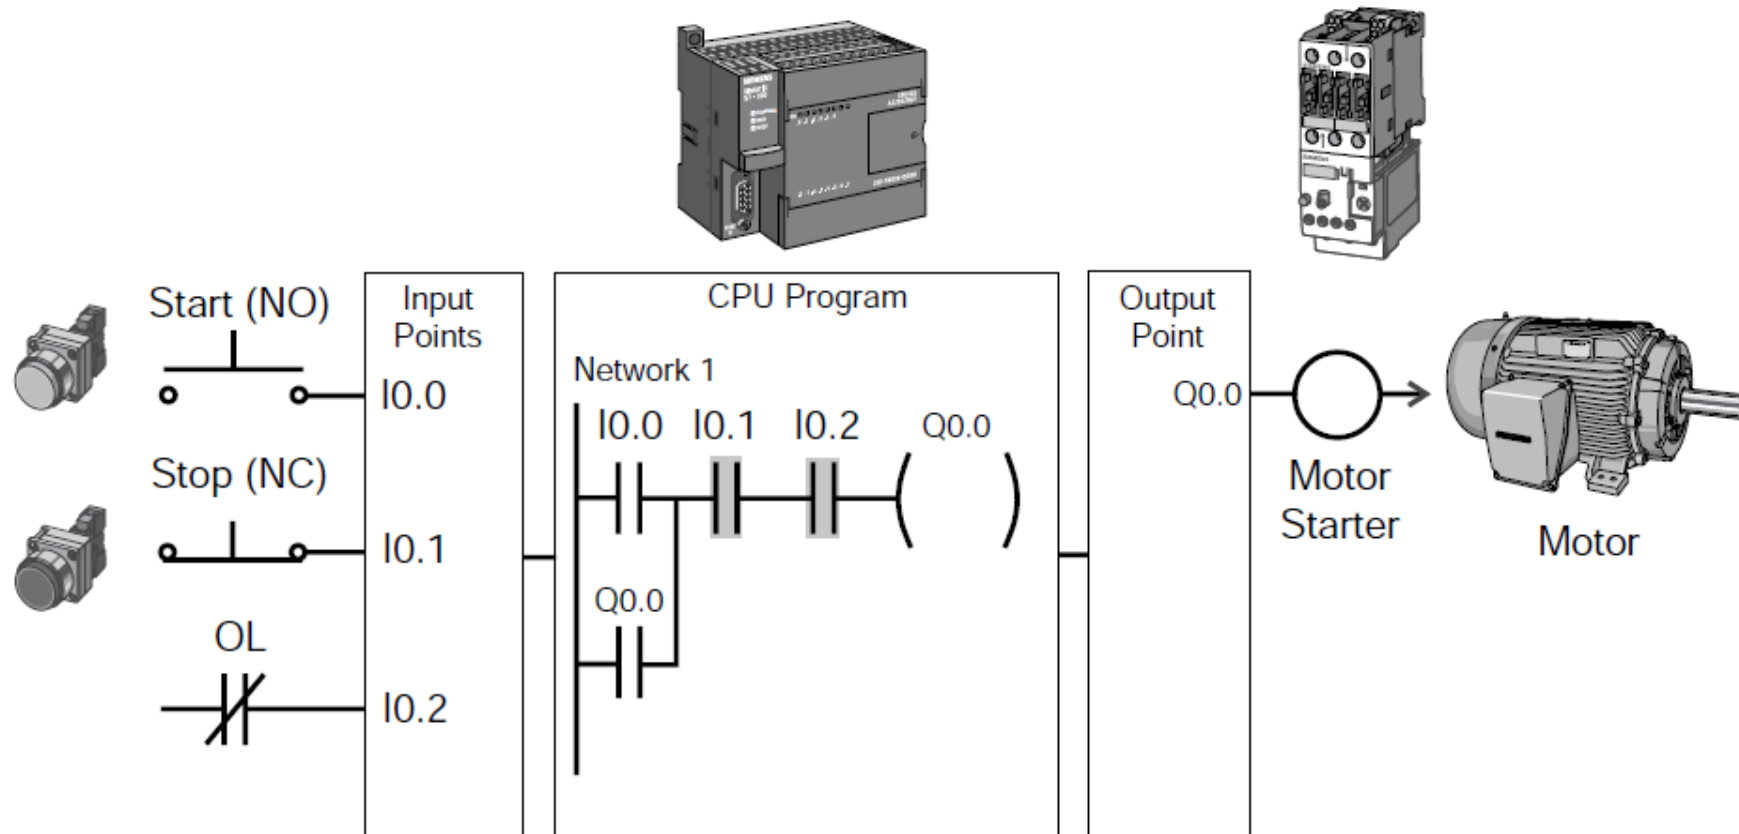 SIEMENS
Start (NO)
Input
Points
I0.0
Stop (NC)
I0.1
OL
I0.2
CPU Program
Network 1
I0.0 I0.1 I0.2 Q0.0
Q0.0
Output
Point
Q0.0
Motor
Starter
Motor